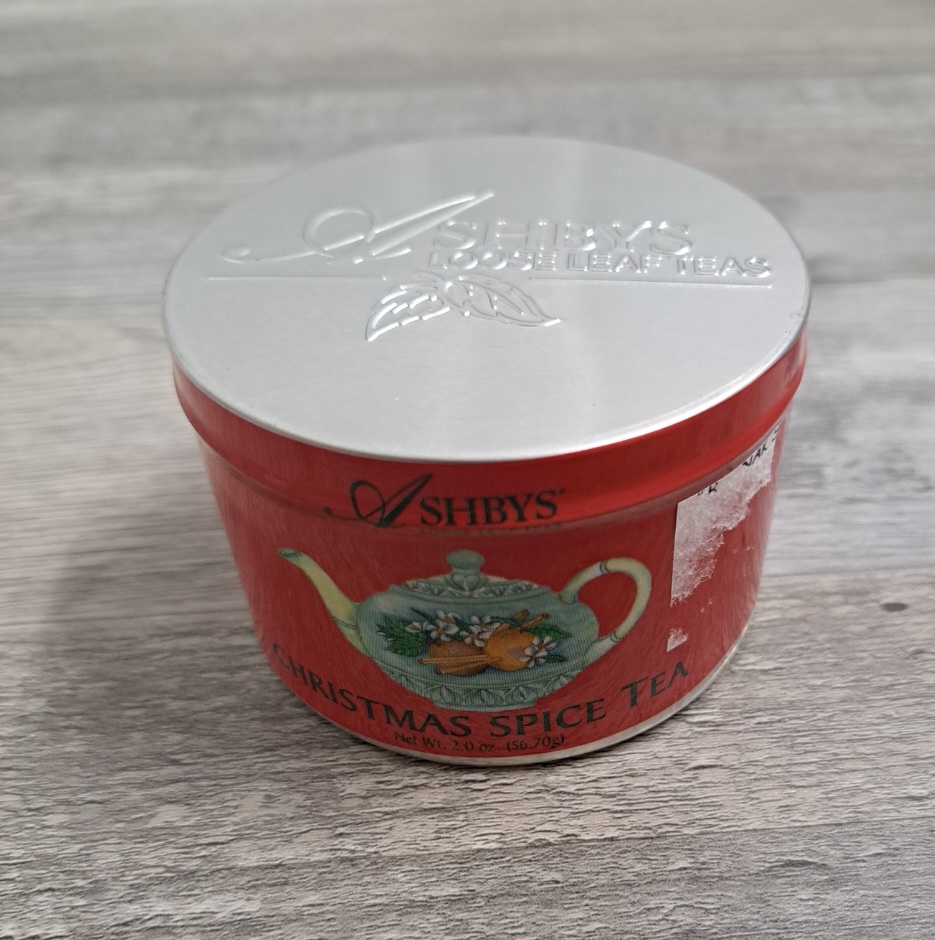 ASHBYS
LOOSE LEAF TEAS
ASHBYS
CHRISTMAS SPICE TEA
Net Wt. 2.0 oz. (56.70g)